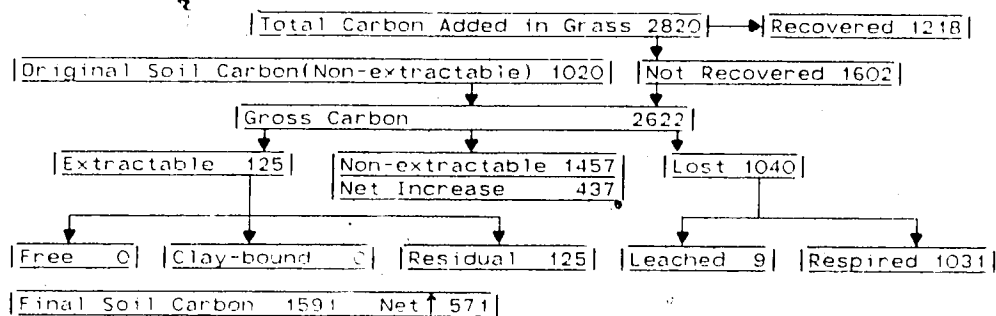 Total Carbon Added in Grass 2820 Recovered 1218
Original Soil Carbon(Non-extractable) 1020 Not Recovered 1602
Gross Carbon 2622
Extractable 125 Non-extractable 1457 Lost 1040
Net Increase 437
Free 0 Clay-bound 0 Residual 125 Leached 9 Respired 1031
Final Soil Carbon 1591 Net↑ 571